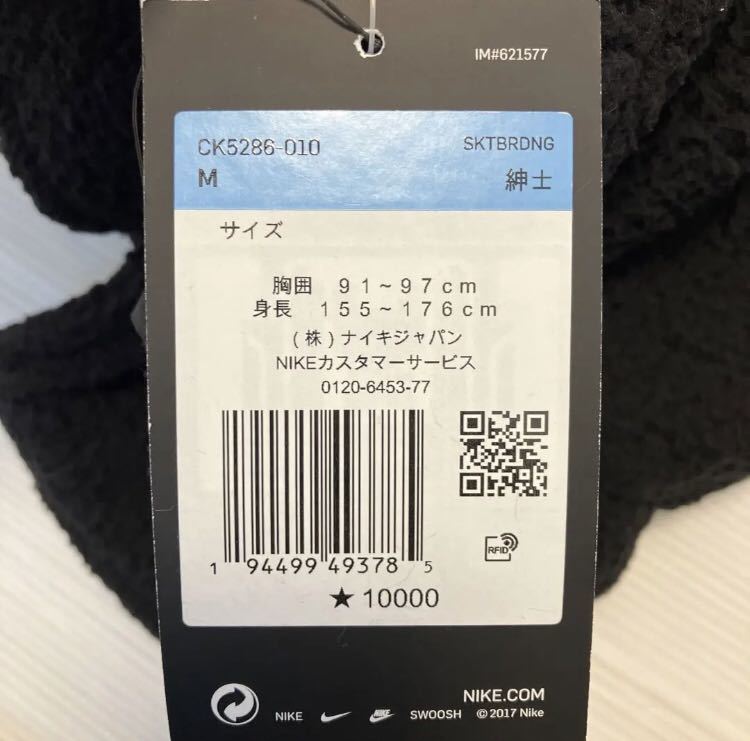 IM#621577
CK5286-010 SKTBRDNG
M 紳士
サイズ
胸囲 91~97cm
身長 155~176cm
(株)ナイキジャパン
NIKEカスタマーサービス
0120-6453-77
RFID
1 94499 49378 5
★ 10000
NIKE.COM
NIKE NIKE SWOOSH ©2017 Nike